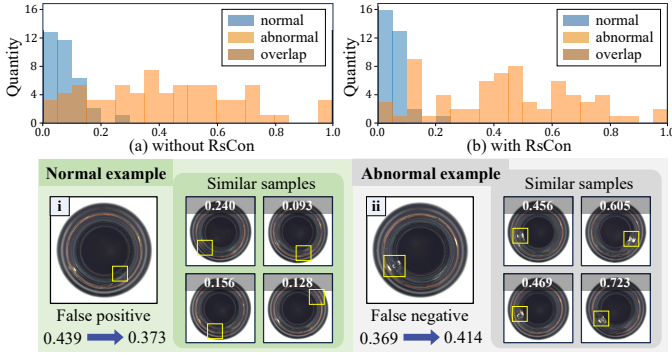 16
12
8
4
0
Quantity
normal
abnormal
overlap
0.0 0.2 0.4 0.6 0.8 1.0
(a) without RsCon
16
12
8
4
0
Quantity
normal
abnormal
overlap
0.0 0.2 0.4 0.6 0.8 1.0
(b) with RsCon
Normal example
i
False positive
0.439 0.373
Similar samples
0.240 0.093
0.156 0.128
Abnormal example
ii
False negative
0.369 0.414
Similar samples
0.456 0.605
0.469 0.723